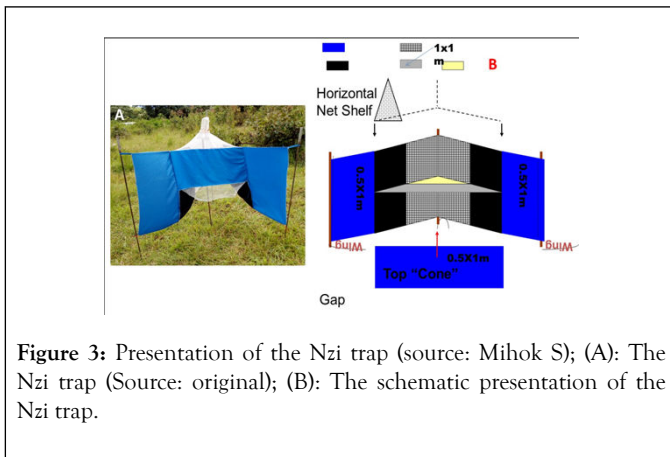 A
1x1
m
B
Horizontal
Net Shelf
0.5X1m
0.5X1m
Wing
Wing
0.5X1m
Top "Cone"
Gap
Figure 3: Presentation of the Nzi trap (source: Mihok S); (A): The
Nzi trap (Source: original); (B): The schematic presentation of the
Nzi trap.